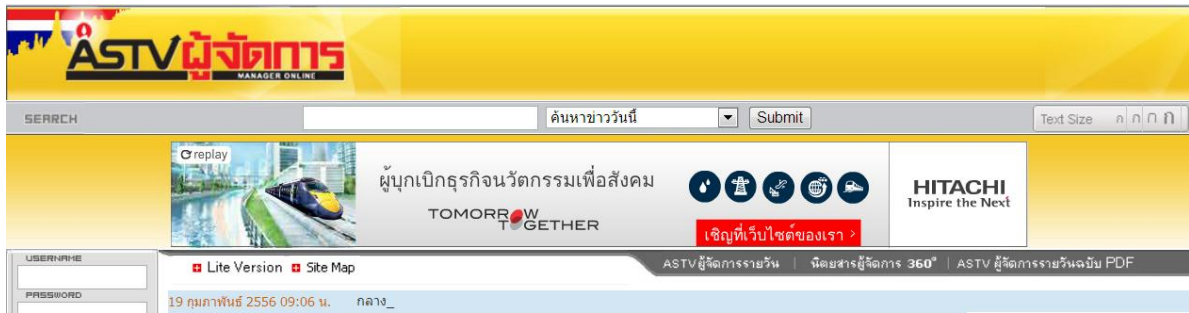 ASTVผู้จัดการ
MANAGER ONLINE
SEARCH ค้นหาข่าววันนี้ Submit Text Size ก ก ก ก
replay
ผู้บุกเบิกธุรกิจนวัตกรรมเพื่อสังคม
TOMORROW
TOGETHER
เชิญที่เว็บไซต์ของเรา >
HITACHI
Inspire the Next
USERNAME
Lite Version Site Map
ASTVผู้จัดการรายวัน | นิตยสารผู้จัดการ 360° | ASTV ผู้จัดการรายวันฉบับ PDF
PASSWORD
19 กุมภาพันธ์ 2556 09:06 น. กลาง_